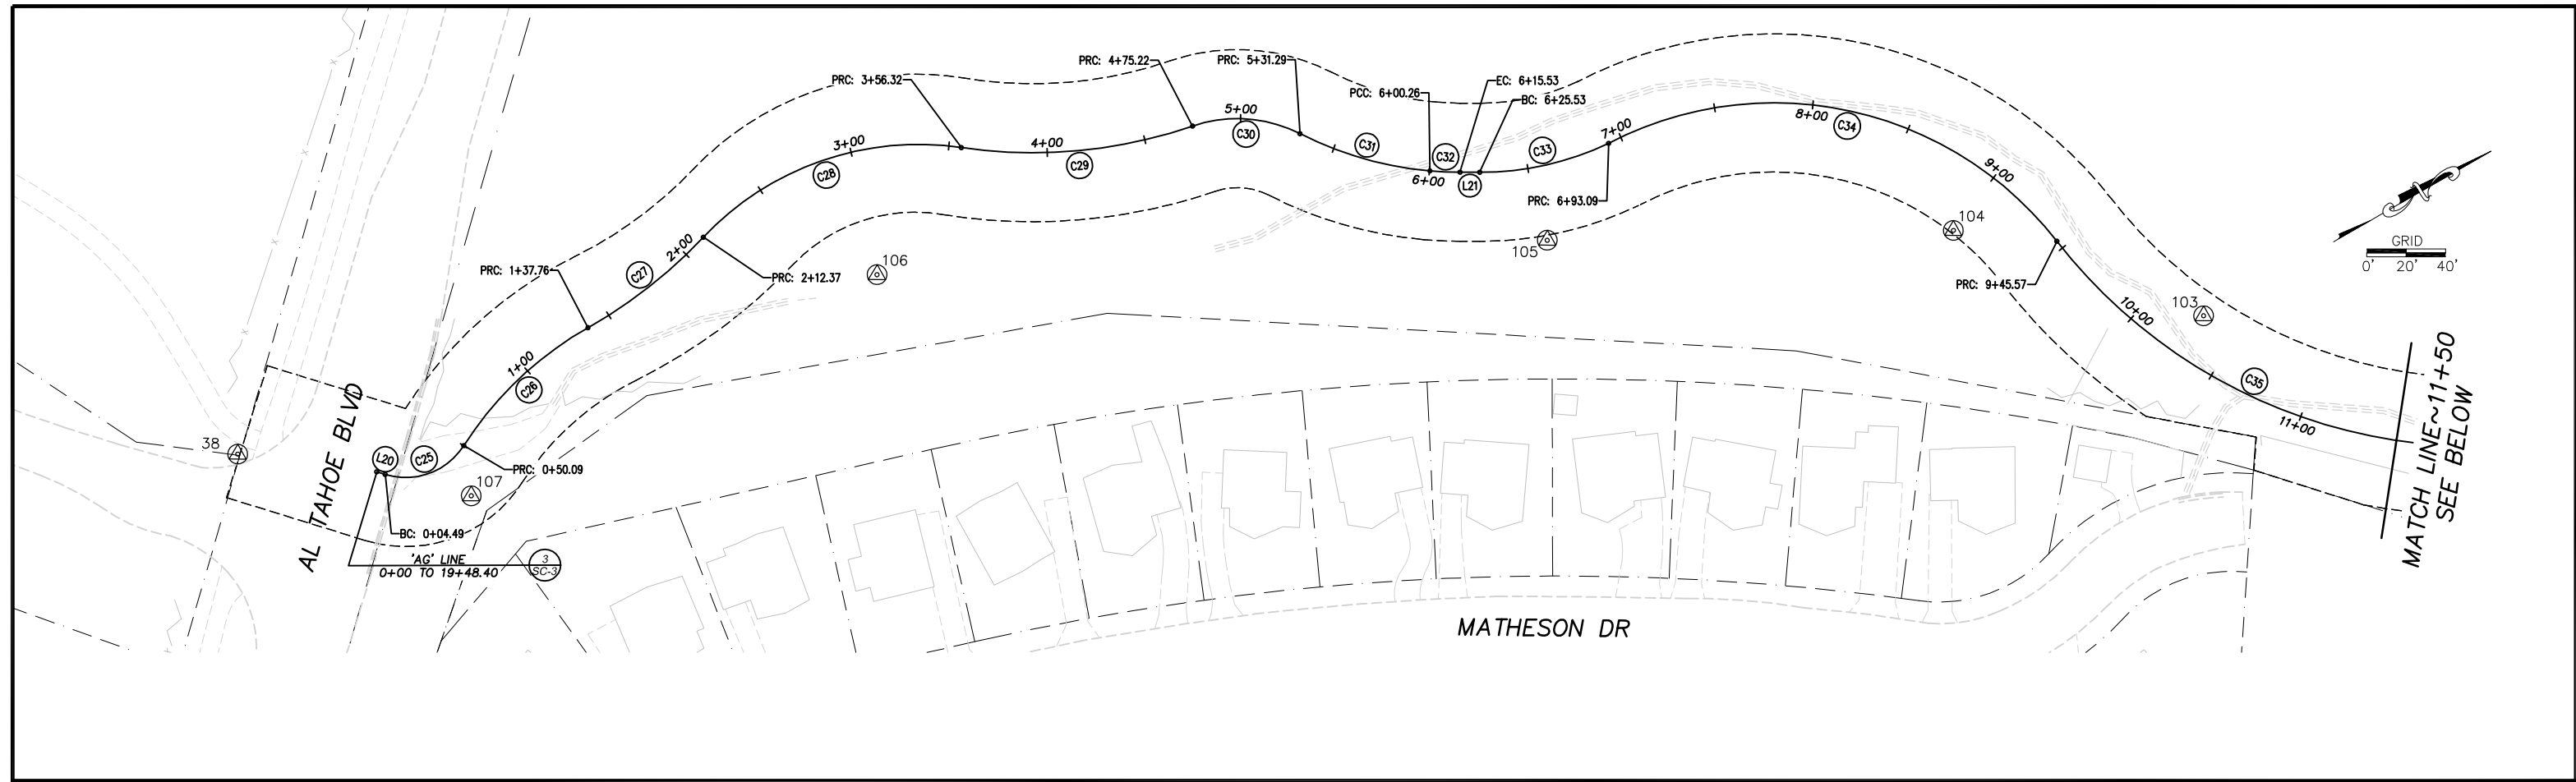 PRC: 4+75.22
PRC: 5+31.29
PRC: 3+56.32
EC: 6+15.53
PCC: 6+00.26
BC: 6+25.53
5+00
C30
3+00
4+00
C29
C28
C31
C32
6+00
L21
C33
7+00
8+00
C34
9+00
PRC: 6+93.09
104
105
106
2+00
C27
PRC: 1+37.76
PRC: 2+12.37
PRC: 9+45.57
GRID
0' 20' 40'
103
10+00
C35
11+00
1+00
C26
38
L20
C25
PRC: 0+50.09
107
BC: 0+04.49
'AG' LINE
0+00 TO 19+48.40
3
SC-3
AL TAHOE BLVD
MATHESON DR
MATCH LINE~11+50
SEE BELOW